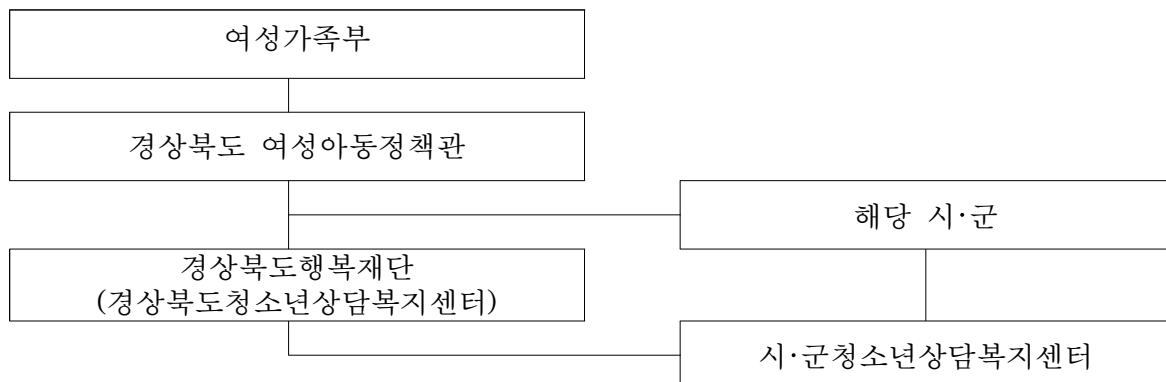 여성가족부
경상북도 여성아동정책관
해당 시·군
경상북도행복재단
(경상북도청소년상담복지센터)
시·군청소년상담복지센터